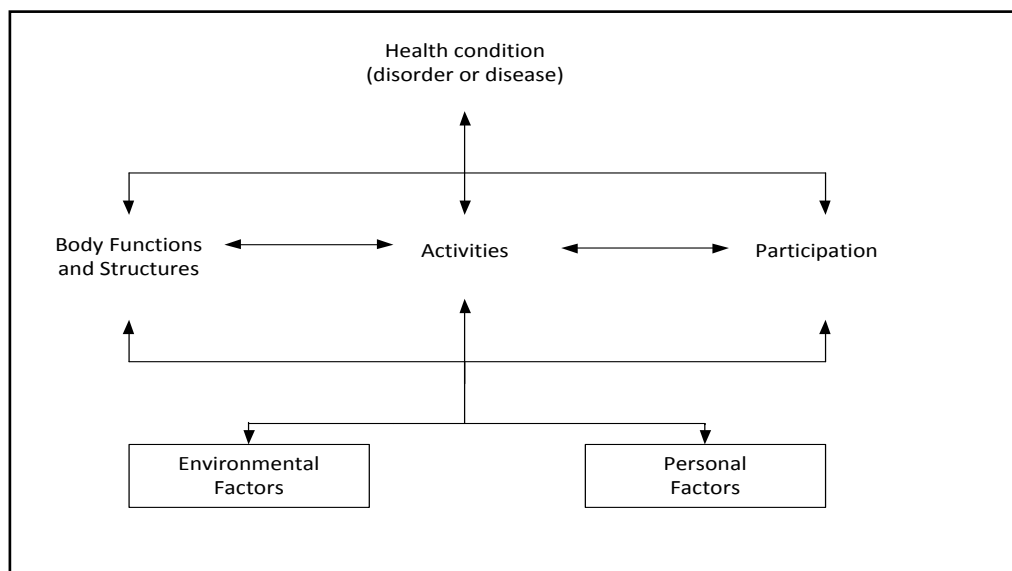 Health condition
(disorder or disease)
Body Functions
and Structures
Activities
Participation
Environmental
Factors
Personal
Factors